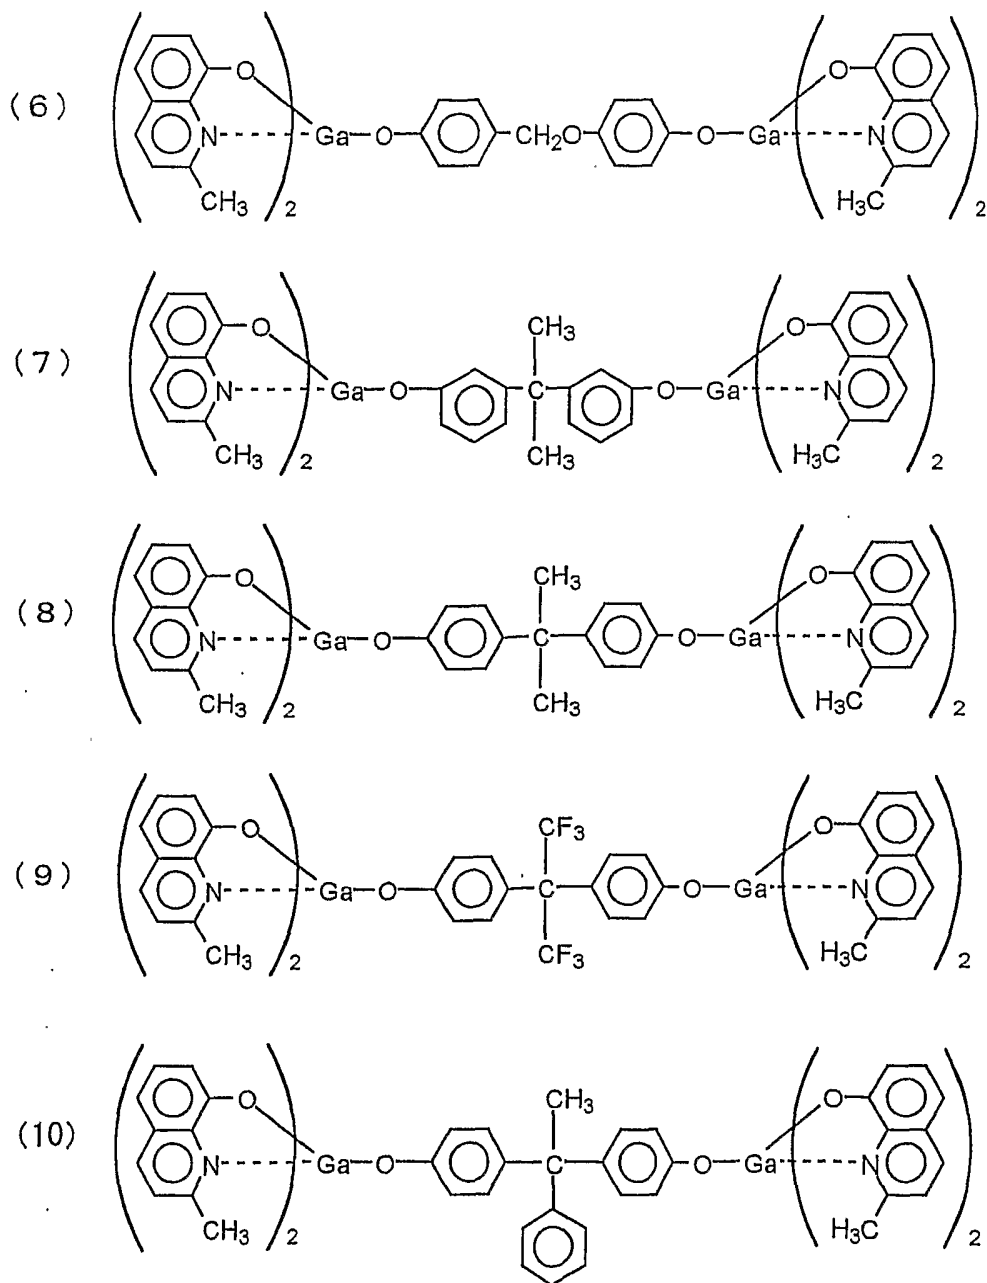 (6) O N CH3 2 Ga—O CH2O O—Ga O N H3C 2
(7) O N CH3 2 Ga—O CH3 C CH3 O—Ga O N H3C 2
(8) O N CH3 2 Ga—O CH3 C CH3 O—Ga O N H3C 2
(9) O N CH3 2 Ga—O CF3 C CF3 O—Ga O N H3C 2
(10) O N CH3 2 Ga—O CH3 C O—Ga O N H3C 2